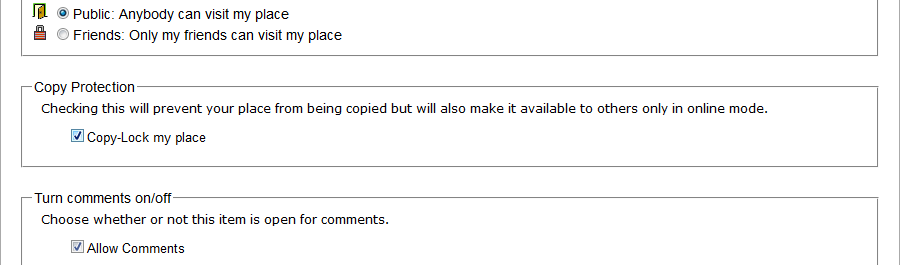 Public: Anybody can visit my place
Friends: Only my friends can visit my place
Copy Protection
Checking this will prevent your place from being copied but will also make it available to others only in online mode.
Copy-Lock my place
Turn comments on/off
Choose whether or not this item is open for comments.
Allow Comments